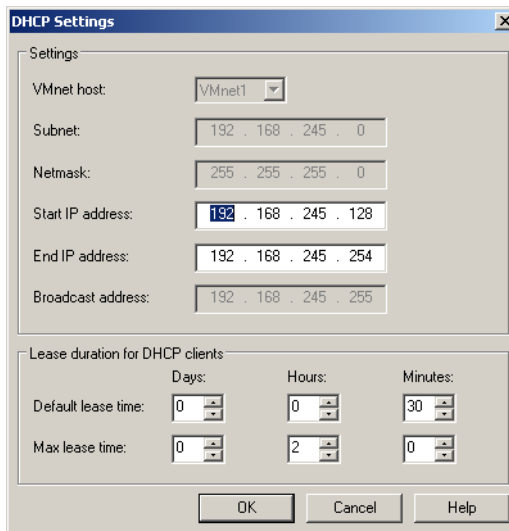 DHCP Settings
Settings
VMnet host: VMnet1
Subnet: 192 . 168 . 245 . 0
Netmask: 255 . 255 . 255 . 0
Start IP address: 192 . 168 . 245 . 128
End IP address: 192 . 168 . 245 . 254
Broadcast address: 192 . 168 . 245 . 255
Lease duration for DHCP clients
Days: Hours: Minutes:
Default lease time: 0 0 30
Max lease time: 0 2 0
OK Cancel Help